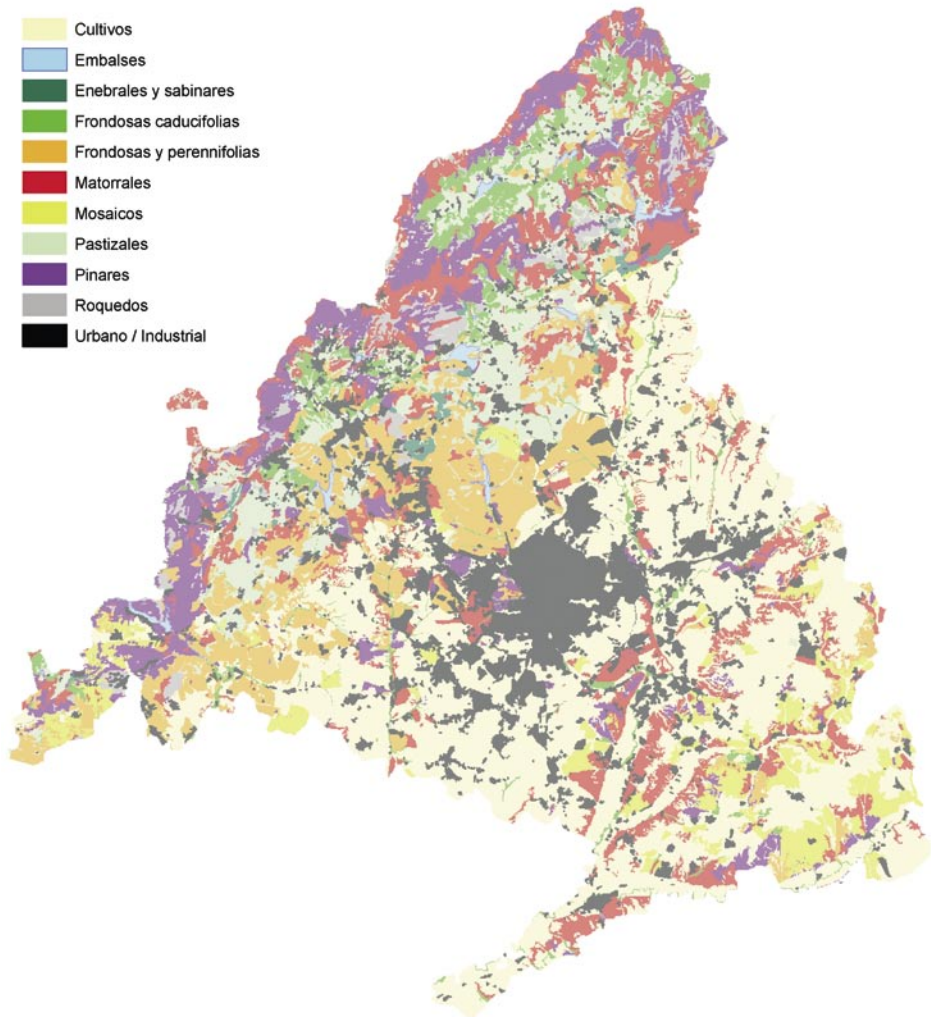 Cultivos
Embalses
Enebrales y sabinares
Frondosas caducifolias
Frondosas y perennifolias
Matorrales
Mosaicos
Pastizales
Pinares
Roquedos
Urbano / Industrial